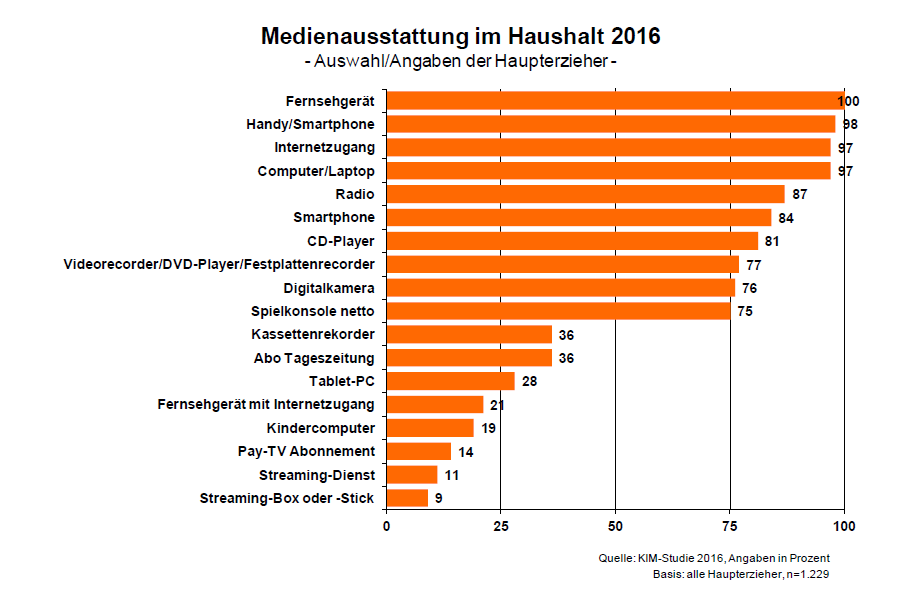 Medienausstattung im Haushalt 2016
- Auswahl/Angaben der Haupterzieher -
Fernsehgerät 100
Handy/Smartphone 98
Internetzugang 97
Computer/Laptop 97
Radio 87
Smartphone 84
CD-Player 81
Videorecorder/DVD-Player/Festplattenrecorder 77
Digitalkamera 76
Spielkonsole netto 75
Kassettenrekorder 36
Abo Tageszeitung 36
Tablet-PC 28
Fernsehgerät mit Internetzugang 21
Kindercomputer 19
Pay-TV Abonnement 14
Streaming-Dienst 11
Streaming-Box oder -Stick 9
0 25 50 75 100
Quelle: KIM-Studie 2016, Angaben in Prozent
Basis: alle Haupterzieher, n=1.229